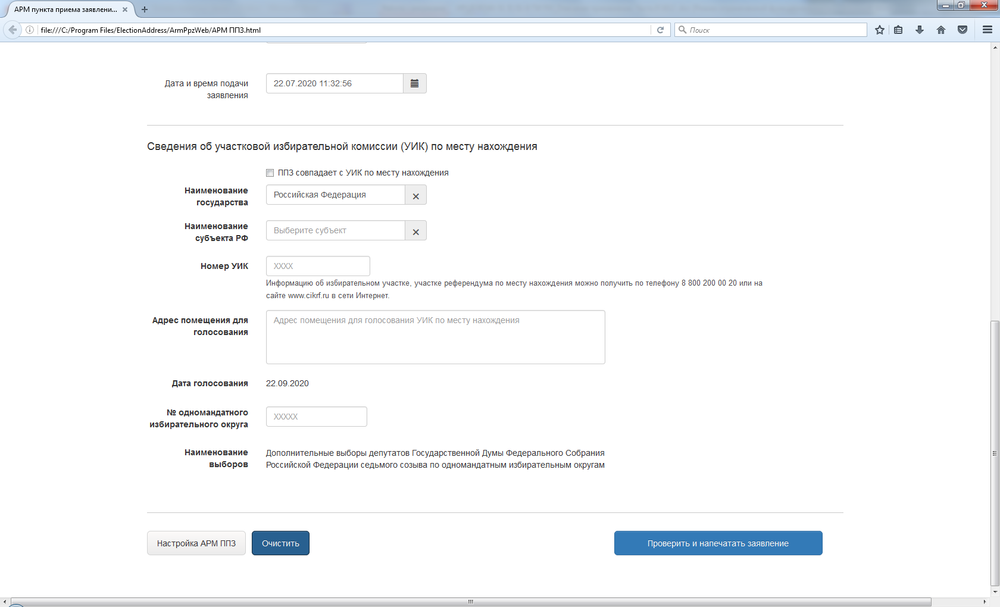 АРМ пункта приема заявлени...
file:///C:/Program Files/ElectionAddress/ArmPpzWeb/АРМ ППЗ.html
Поиск
Дата и время подачи
заявления
22.07.2020 11:32:56
Сведения об участковой избирательной комиссии (УИК) по месту нахождения
ППЗ совпадает с УИК по месту нахождения
Наименование
государства
Российская Федерация
Наименование
субъекта РФ
Выберите субъект
Номер УИК
XXXX
Информацию об избирательном участке, участке референдума по месту нахождения можно получить по телефону 8 800 200 00 20 или на
сайте www.cikrf.ru в сети Интернет.
Адрес помещения для
голосования
Адрес помещения для голосования УИК по месту нахождения
Дата голосования
22.09.2020
№ одномандатного
избирательного округа
XXXXX
Наименование
выборов
Дополнительные выборы депутатов Государственной Думы Федерального Собрания
Российской Федерации седьмого созыва по одномандатным избирательным округам
Настройка АРМ ППЗ
Очистить
Проверить и напечатать заявление